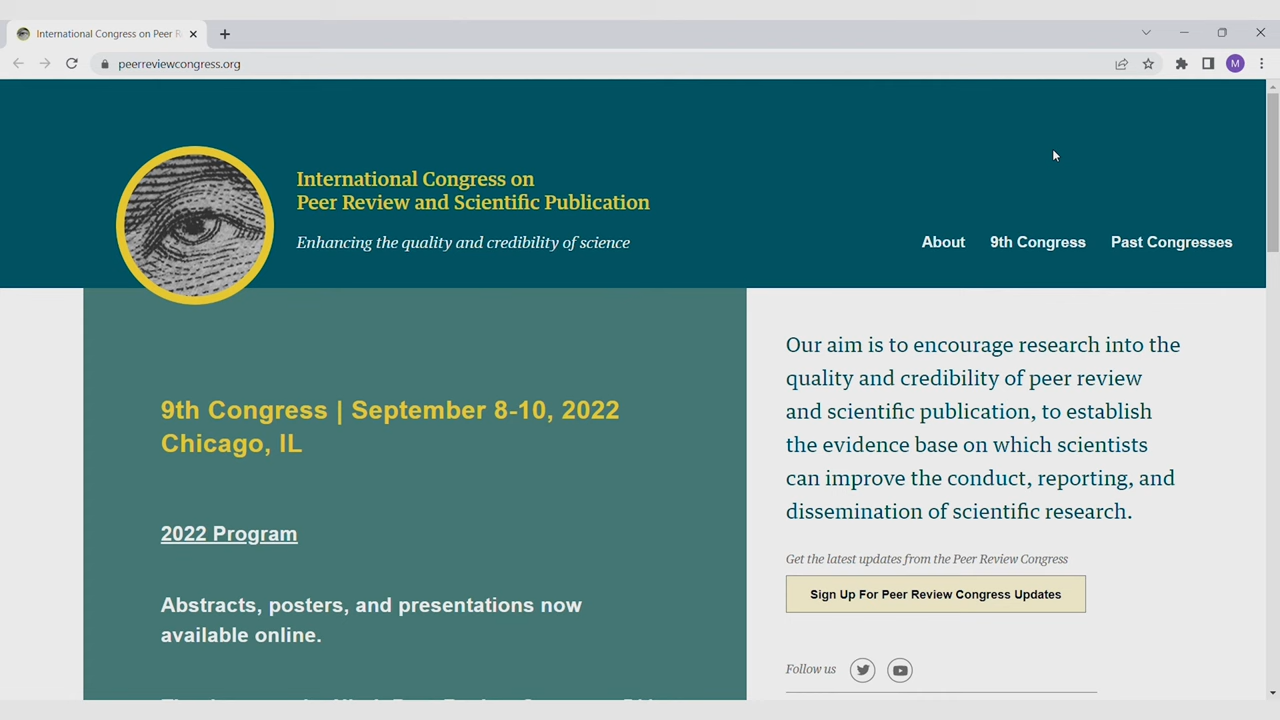 International Congress on Peer R
peerreviewcongress.org
M
International Congress on
Peer Review and Scientific Publication
Enhancing the quality and credibility of science
About 9th Congress Past Congresses
9th Congress | September 8-10, 2022
Chicago, IL
2022 Program
Abstracts, posters, and presentations now
available online.
Our aim is to encourage research into the
quality and credibility of peer review
and scientific publication, to establish
the evidence base on which scientists
can improve the conduct, reporting, and
dissemination of scientific research.
Get the latest updates from the Peer Review Congress
Sign Up For Peer Review Congress Updates
Follow us